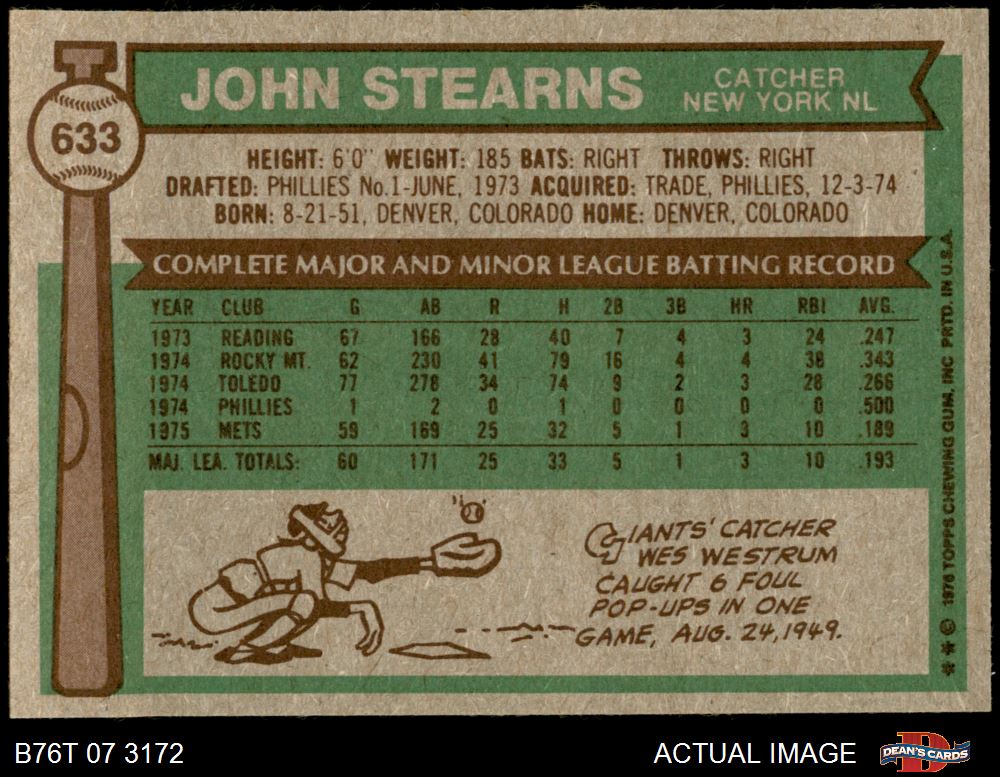 633
JOHN STEARNS
CATCHER
NEW YORK NL
HEIGHT: 6'0" WEIGHT: 185 BATS: RIGHT THROWS: RIGHT
DRAFTED: PHILLIES No.1-JUNE, 1973 ACQUIRED: TRADE, PHILLIES, 12-3-74
BORN: 8-21-51, DENVER, COLORADO HOME: DENVER, COLORADO
COMPLETE MAJOR AND MINOR LEAGUE BATTING RECORD
YEAR CLUB G AB R H 2B 3B HR RBI AVG.
1973 READING 67 166 28 40 7 4 3 24 .247
1974 ROCKY MT. 62 230 41 79 16 4 4 38 .343
1974 TOLEDO 77 278 34 74 9 2 3 28 .266
1974 PHILLIES 1 2 0 1 0 0 0 0 .500
1975 METS 59 169 25 32 5 1 3 10 .189
MAJ. LEA. TOTALS: 60 171 25 33 5 1 3 10 .193
GIANTS' CATCHER
WES WESTRUM
CAUGHT 6 FOUL
POP-UPS IN ONE
GAME, AUG. 24, 1949.
** © 1976 TOPPS CHEWING GUM, INC PRTD. IN U.S.A.
B76T 07 3172
ACTUAL IMAGE
DEAN'S CARDS